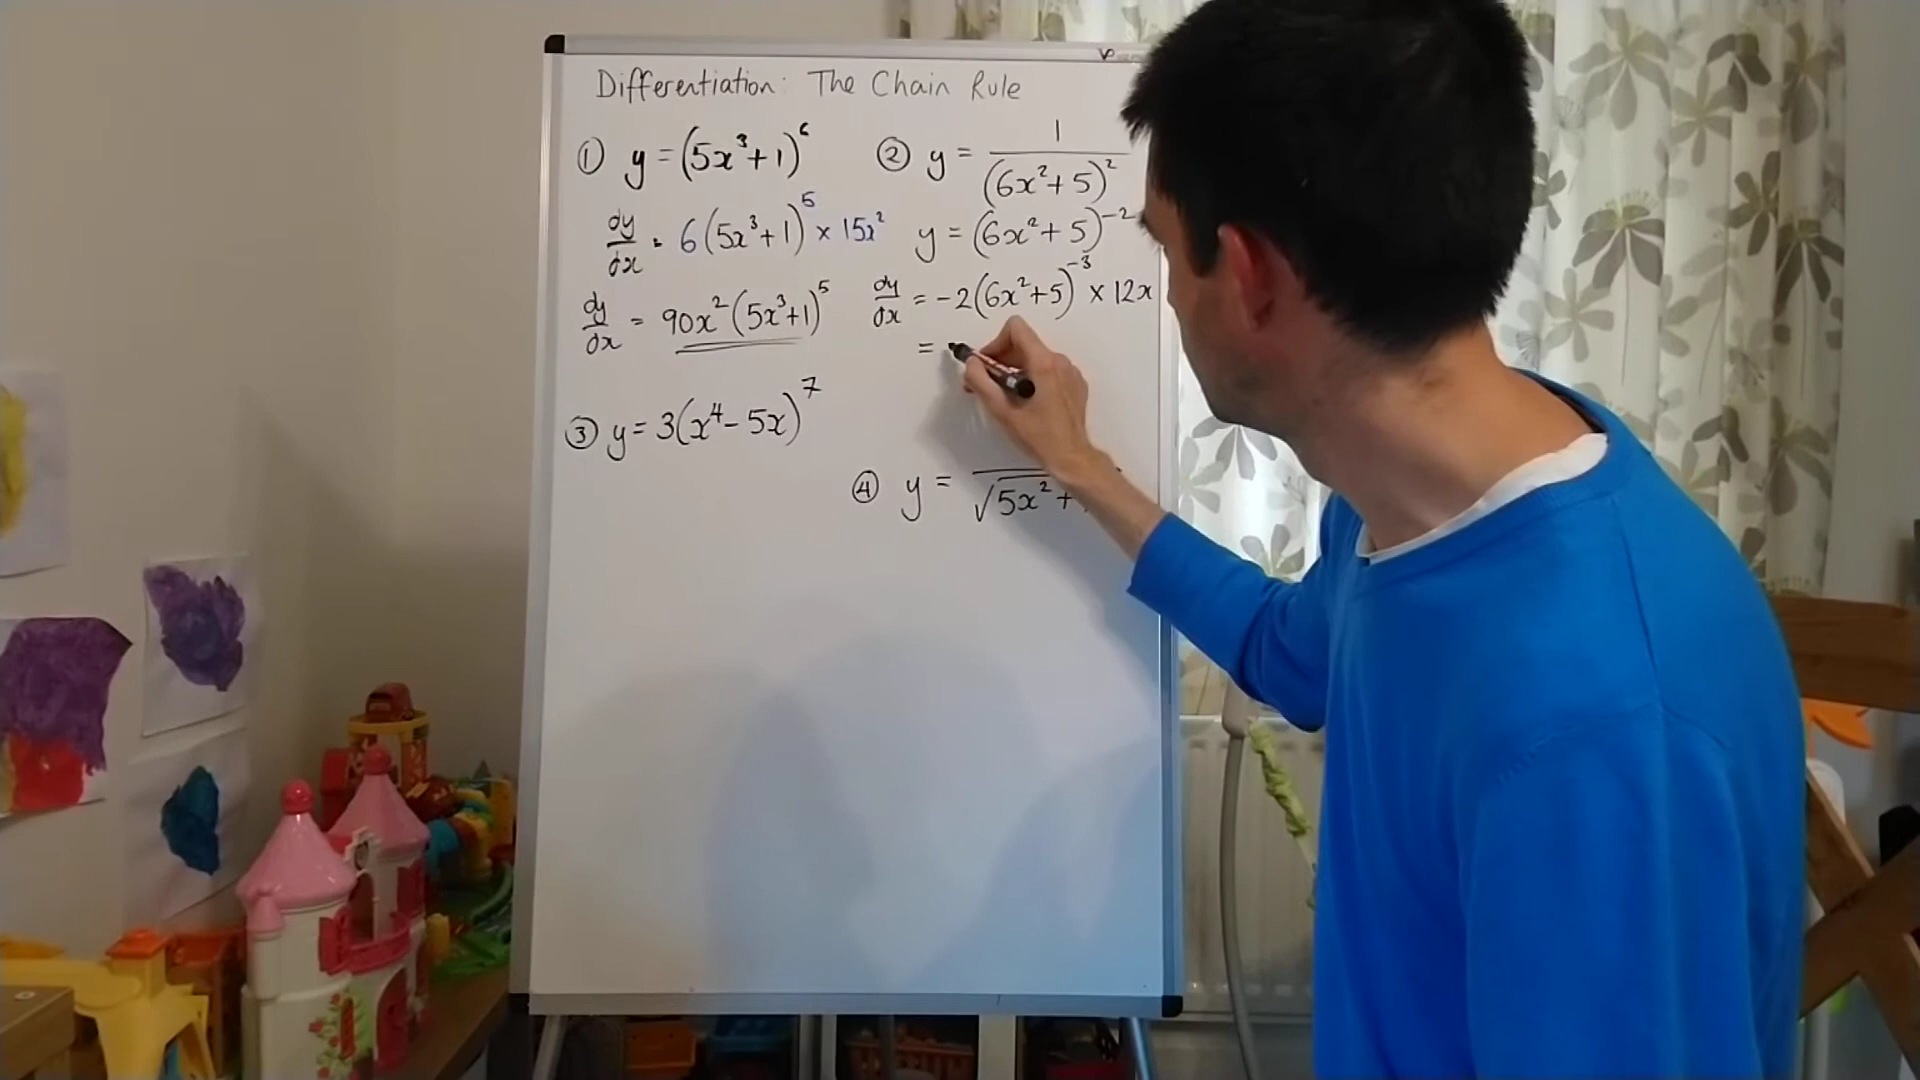 Differentiation: The Chain Rule
① y = (5x³+1)⁶
dy/dx = 6(5x³+1)⁵ × 15x²
dy/dx = 90x²(5x³+1)⁵
② y = 1/(6x²+5)²
y = (6x²+5)⁻²
dy/dx = -2(6x²+5)⁻³ × 12x
=
③ y = 3(x⁴- 5x)⁷
④ y =
√5x²+